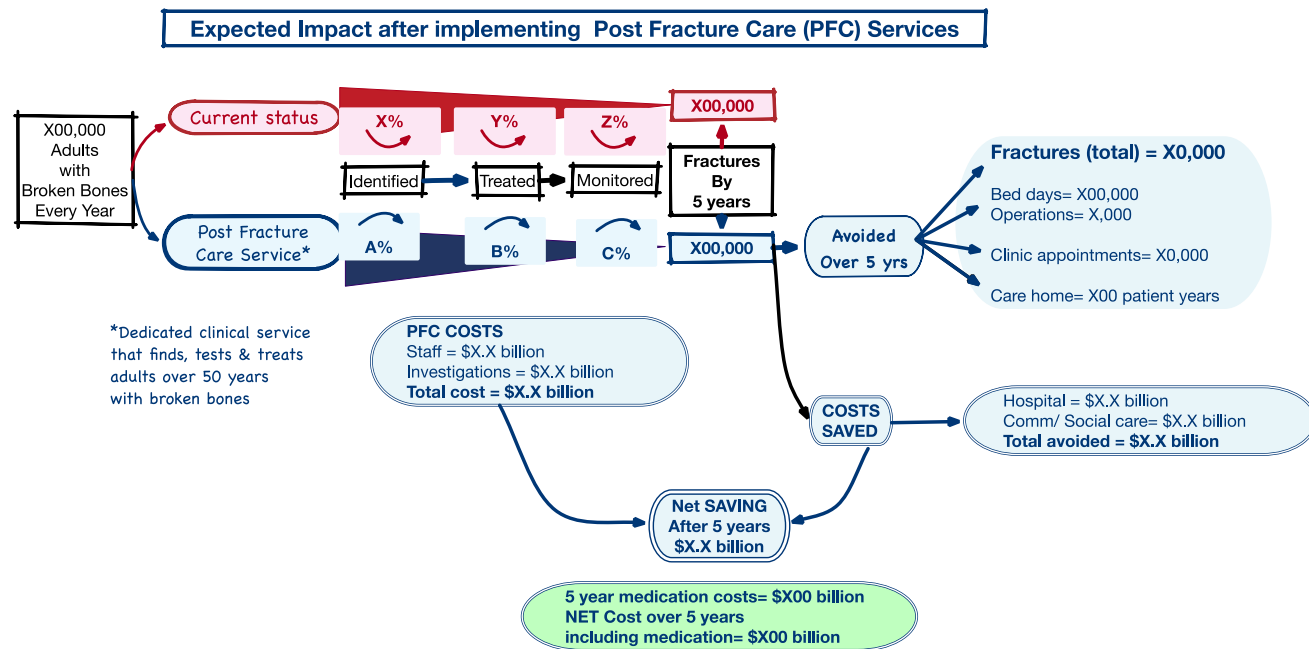 Expected Impact after implementing Post Fracture Care (PFC) Services
X00,000
Adults
with
Broken Bones
Every Year
Current status
X%
Y%
Z%
X00,000
Identified
Treated
Monitored
Fractures
By
5 years
Post Fracture
Care Service*
A%
B%
C%
X00,000
Avoided
Over 5 yrs
Fractures (total) = X0,000
Bed days= X00,000
Operations= X,000
Clinic appointments= X0,000
Care home= X00 patient years
*Dedicated clinical service
that finds, tests & treats
adults over 50 years
with broken bones
PFC COSTS
Staff = $X.X billion
Investigations = $X.X billion
Total cost = $X.X billion
COSTS
SAVED
Hospital = $X.X billion
Comm/ Social care= $X.X billion
Total avoided = $X.X billion
Net SAVING
After 5 years
$X.X billion
5 year medication costs= $X00 billion
NET Cost over 5 years
including medication= $X00 billion